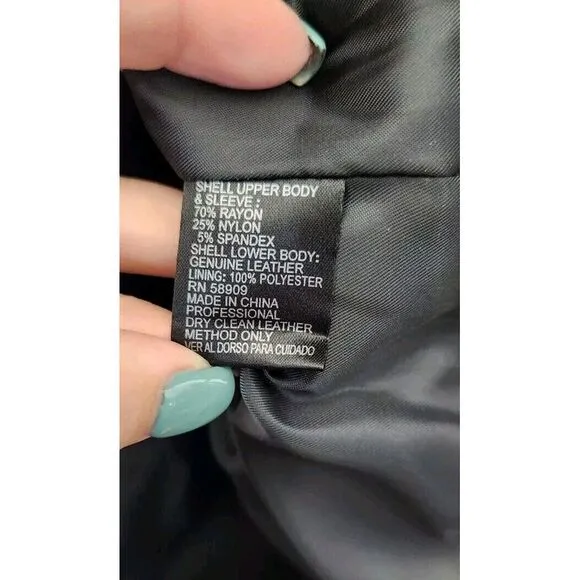 SHELL UPPER BODY
& SLEEVE :
70% RAYON
25% NYLON
5% SPANDEX
SHELL LOWER BODY:
GENUINE LEATHER
LINING: 100% POLYESTER
RN 58909
MADE IN CHINA
PROFESSIONAL
DRY CLEAN LEATHER
METHOD ONLY
VER AL DORSO PARA CUIDADO